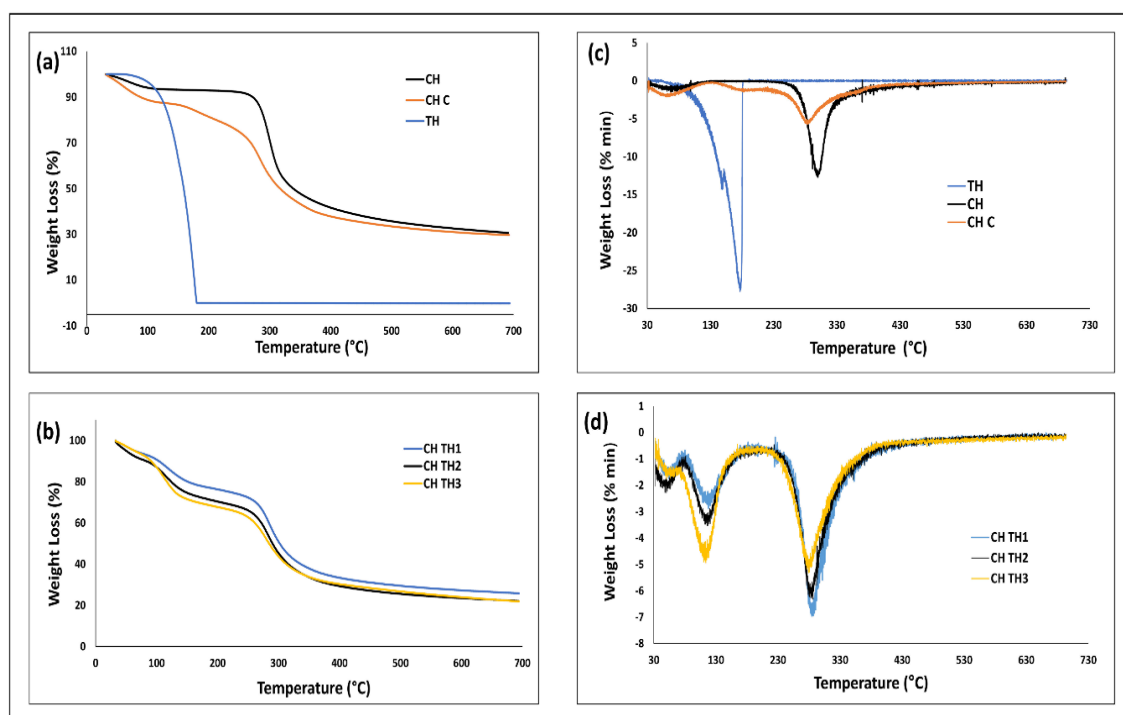 (a)
110
90
70
50
30
10
-10
Weight Loss (%)
CH
CH C
TH
0 100 200 300 400 500 600 700
Temperature (°C)
(c)
5
0
-5
-10
-15
-20
-25
-30
Weight Loss (% min)
TH
CH
CH C
30 130 230 330 430 530 630 730
Temperature (°C)
(b)
100
80
60
40
20
0
Weight Loss (%)
CH TH1
CH TH2
CH TH3
0 100 200 300 400 500 600 700
Temperature (°C)
(d)
1
0
-1
-2
-3
-4
-5
-6
-7
-8
Weight Loss (% min)
CH TH1
CH TH2
CH TH3
30 130 230 330 430 530 630 730
Temperature (°C)